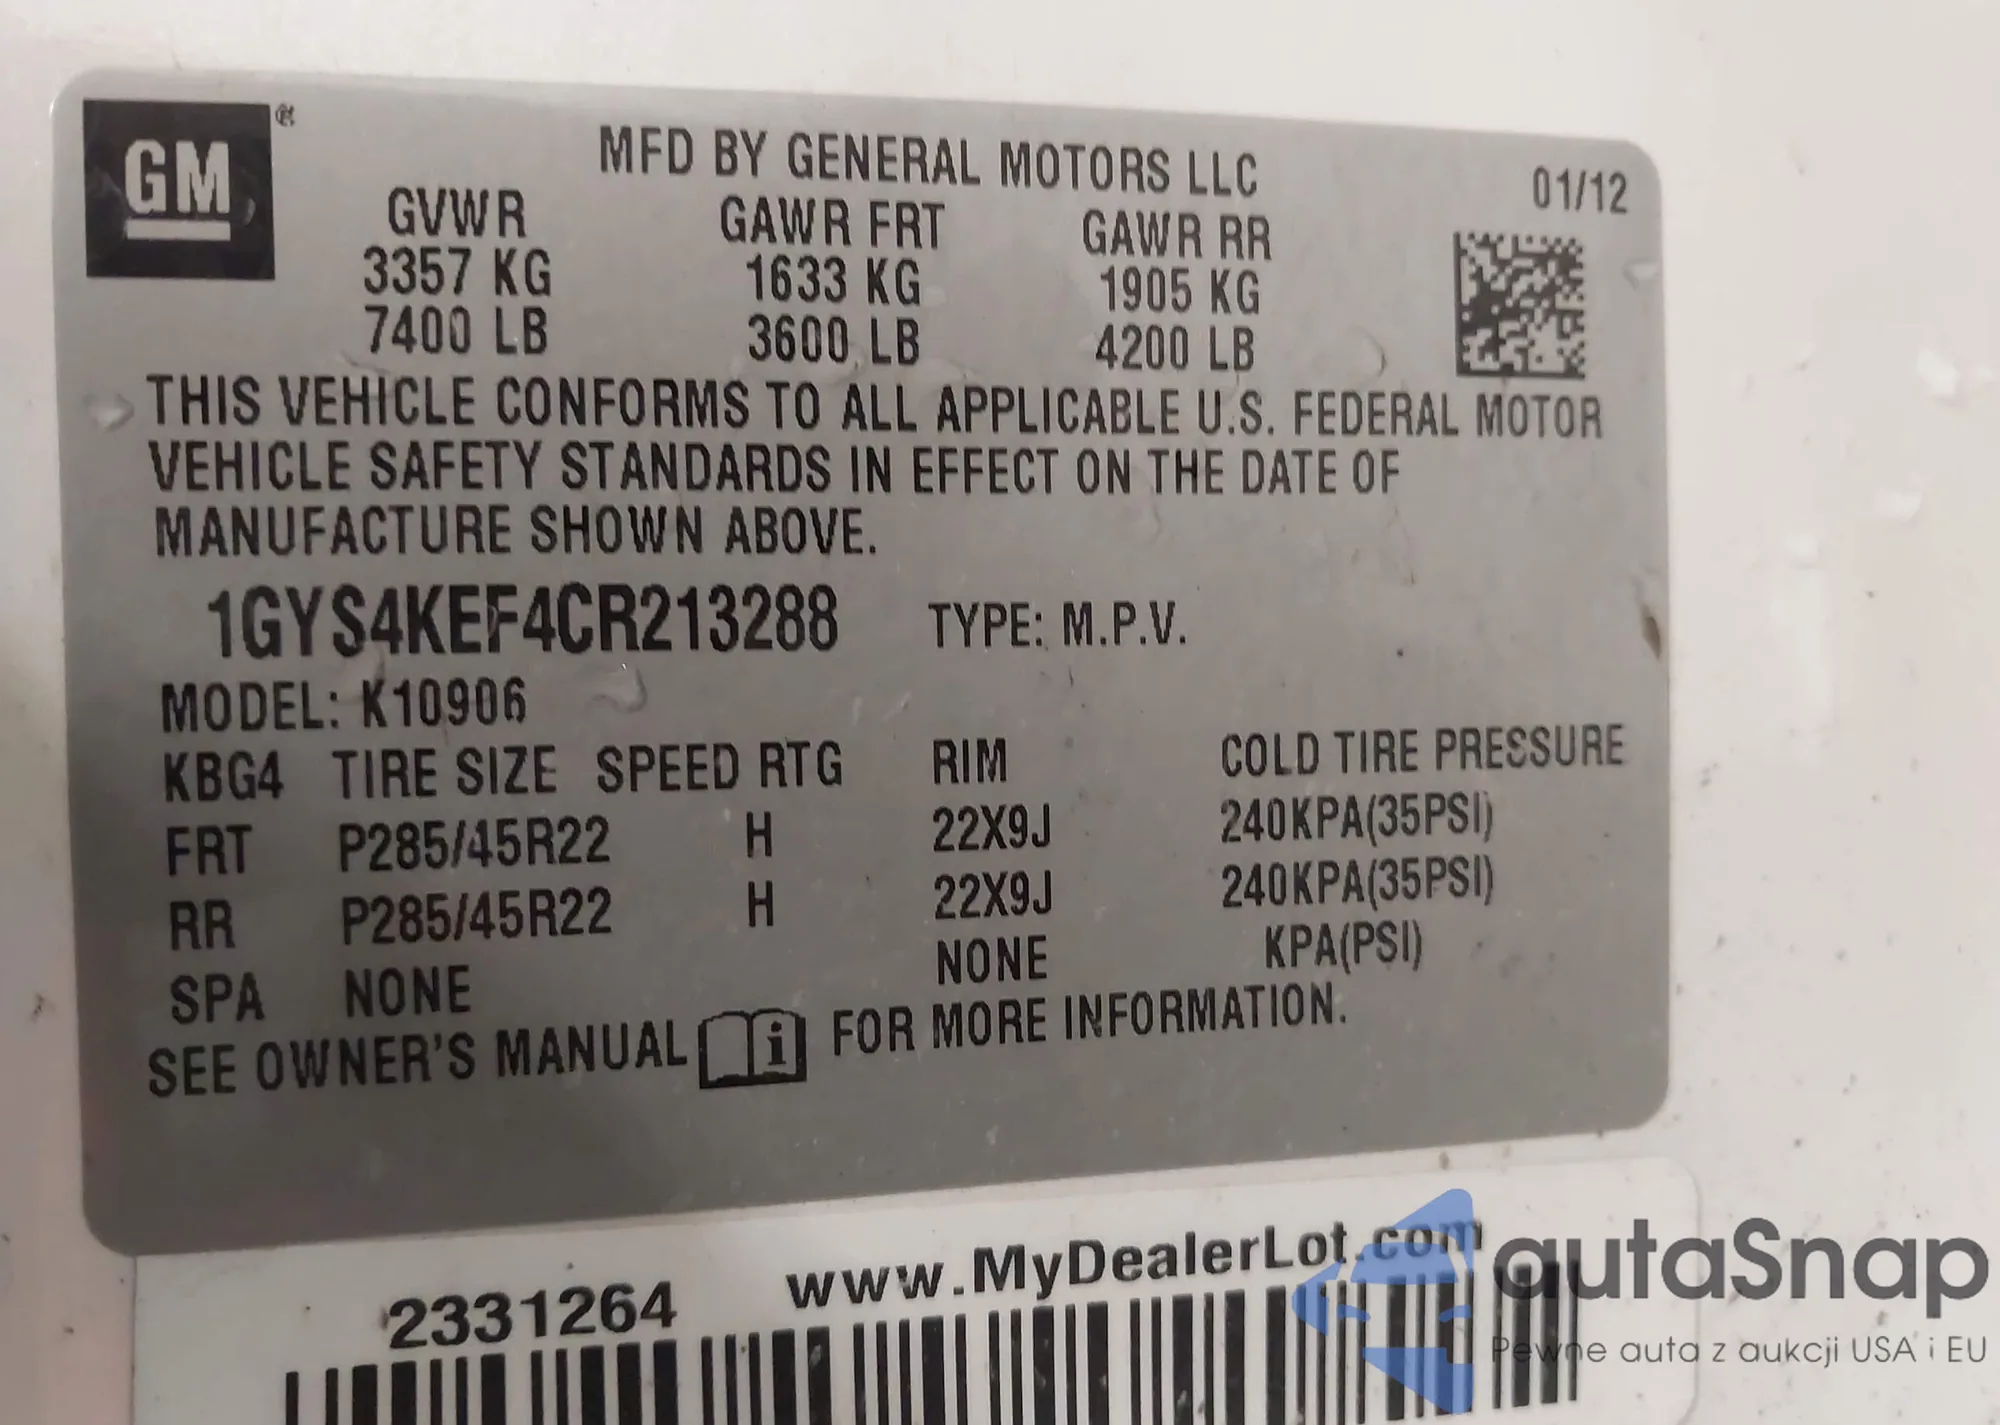 GM
MFD BY GENERAL MOTORS LLC
01/12
GVWR GAWR FRT GAWR RR
3357 KG 1633 KG 1905 KG
7400 LB 3600 LB 4200 LB
THIS VEHICLE CONFORMS TO ALL APPLICABLE U.S. FEDERAL MOTOR
VEHICLE SAFETY STANDARDS IN EFFECT ON THE DATE OF
MANUFACTURE SHOWN ABOVE.
1GYS4KEF4CR213288 TYPE: M.P.V.
MODEL: K10906
KBG4 TIRE SIZE SPEED RTG RIM COLD TIRE PRESSURE
FRT P285/45R22 H 22X9J 240KPA(35PSI)
RR P285/45R22 H 22X9J 240KPA(35PSI)
SPA NONE NONE KPA(PSI)
SEE OWNER'S MANUAL i FOR MORE INFORMATION.
2331264 www.MyDealerLot.com
autaSnap
Pewne auta z aukcji USA i EU